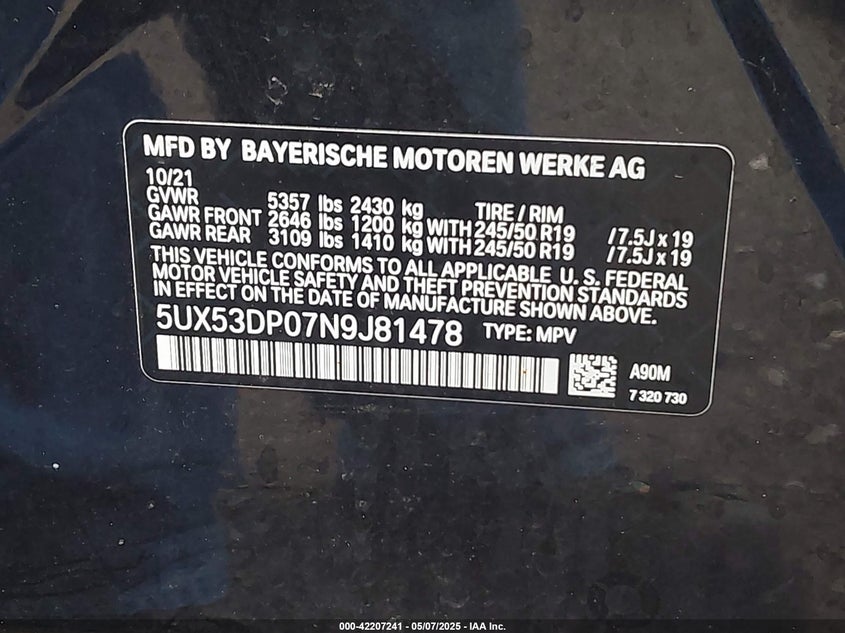 MFD BY BAYERISCHE MOTOREN WERKE AG
10/21
GVWR 5357 lbs 2430 kg TIRE / RIM
GAWR FRONT 2646 lbs 1200 kg WITH 245/50 R19 /7.5J x 19
GAWR REAR 3109 lbs 1410 kg WITH 245/50 R19 /7.5J x 19
THIS VEHICLE CONFORMS TO ALL APPLICABLE U. S. FEDERAL
MOTOR VEHICLE SAFETY AND THEFT PREVENTION STANDARDS
IN EFFECT ON THE DATE OF MANUFACTURE SHOWN ABOVE.
5UX53DP07N9J81478 TYPE: MPV
A90M
7 320 730
000-42207241 - 05/07/2025 - IAA Inc.